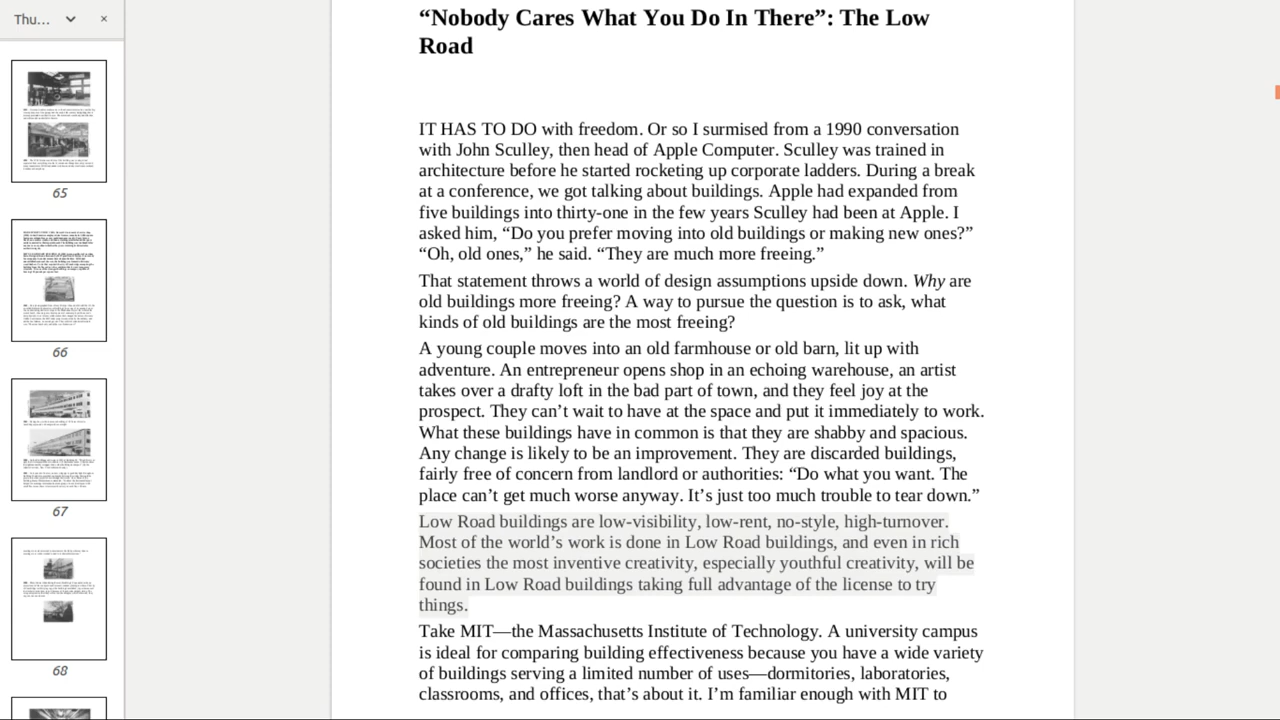 Thu...
×
65
66
67
68
“Nobody Cares What You Do In There”: The Low
Road
IT HAS TO DO with freedom. Or so I surmised from a 1990 conversation
with John Sculley, then head of Apple Computer. Sculley was trained in
architecture before he started rocketing up corporate ladders. During a break
at a conference, we got talking about buildings. Apple had expanded from
five buildings into thirty-one in the few years Sculley had been at Apple. I
asked him, “Do you prefer moving into old buildings or making new ones?”
“Oh, old ones,” he said. “They are much more freeing.”
That statement throws a world of design assumptions upside down. Why are
old buildings more freeing? A way to pursue the question is to ask, what
kinds of old buildings are the most freeing?
A young couple moves into an old farmhouse or old barn, lit up with
adventure. An entrepreneur opens shop in an echoing warehouse, an artist
takes over a drafty loft in the bad part of town, and they feel joy at the
prospect. They can’t wait to have at the space and put it immediately to work.
What these buildings have in common is that they are shabby and spacious.
Any change is likely to be an improvement. They are discarded buildings,
fairly free of concern from landlord or authorities: “Do what you want. The
place can’t get much worse anyway. It’s just too much trouble to tear down.”
Low Road buildings are low-visibility, low-rent, no-style, high-turnover.
Most of the world’s work is done in Low Road buildings, and even in rich
societies the most inventive creativity, especially youthful creativity, will be
found in Low Road buildings taking full advantage of the license to try
things.
Take MIT—the Massachusetts Institute of Technology. A university campus
is ideal for comparing building effectiveness because you have a wide variety
of buildings serving a limited number of uses—dormitories, laboratories,
classrooms, and offices, that’s about it. I’m familiar enough with MIT to